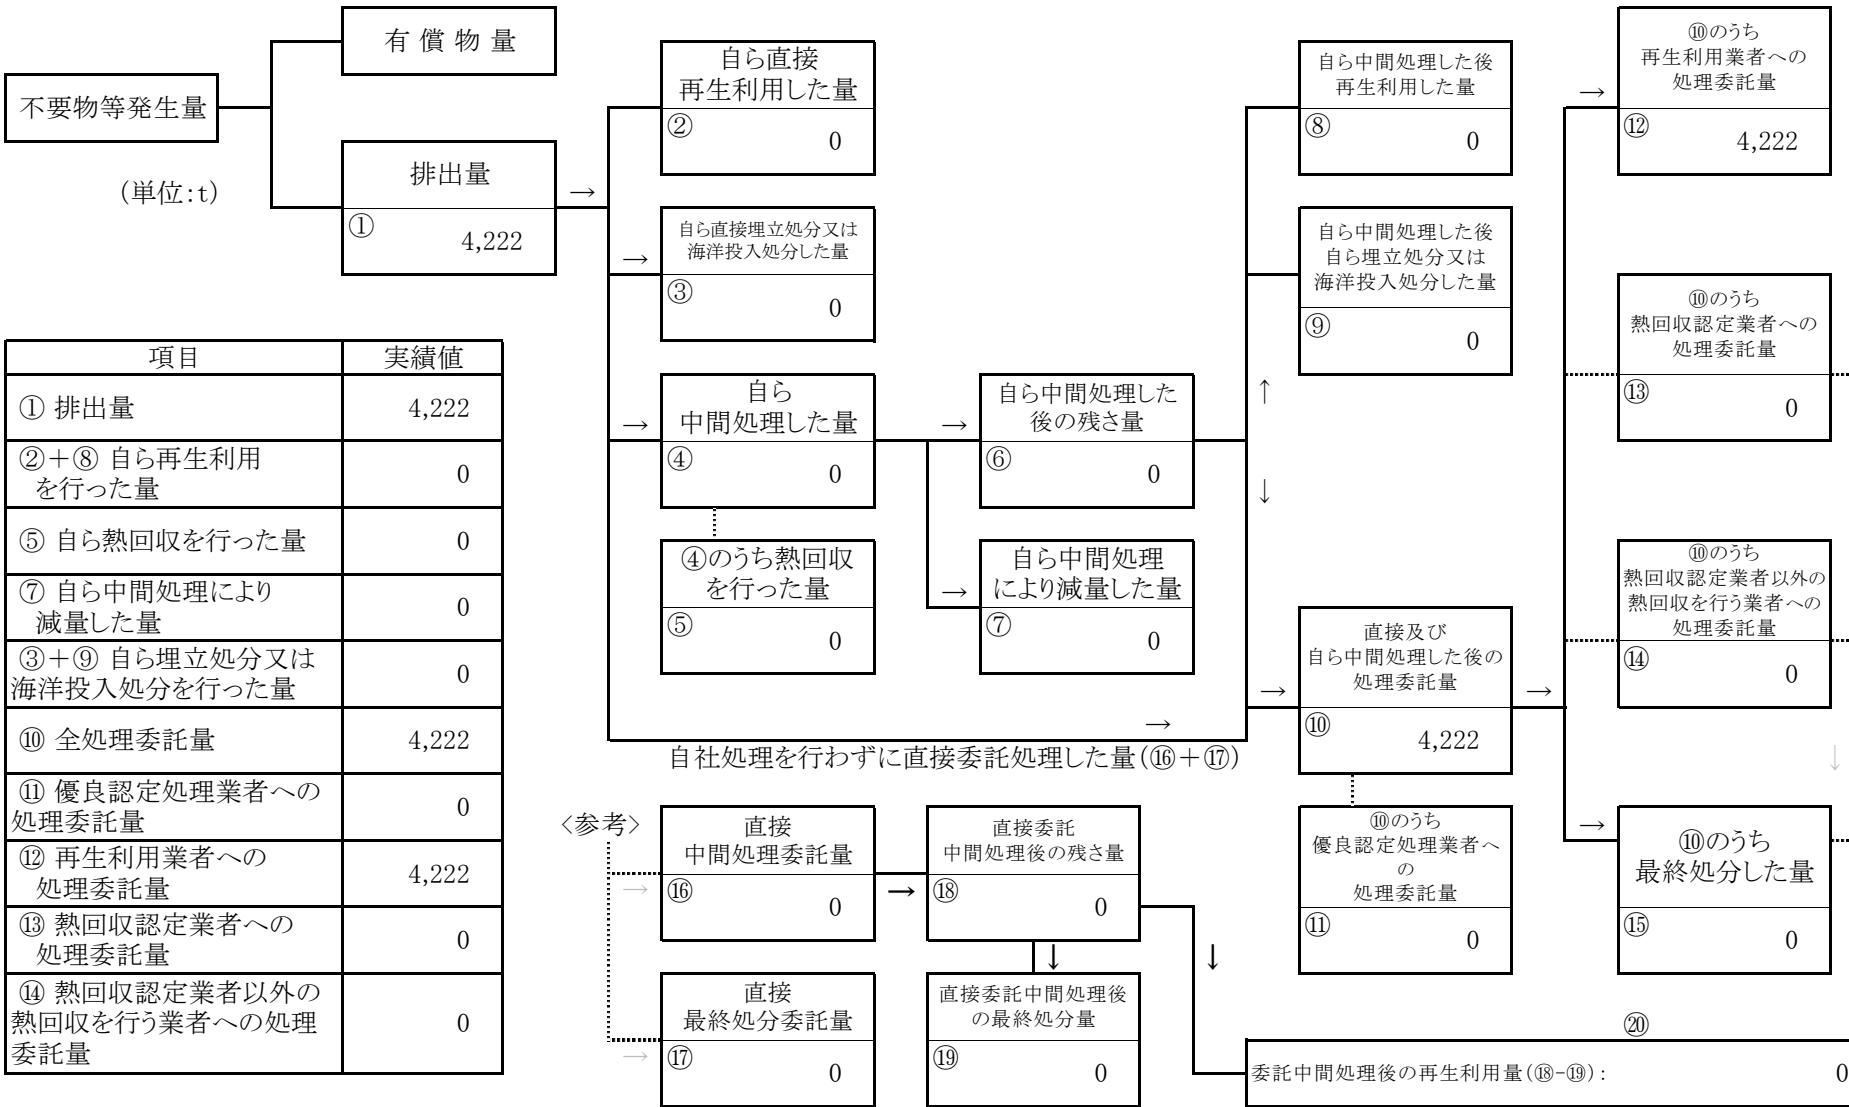 不要物等発生量
(単位:t)
有 償 物 量
排出量
① 4,222
→
自ら直接
再生利用した量
② 0
→
自ら直接埋立処分又は
海洋投入処分した量
③ 0
→
自ら
中間処理した量
④ 0
④のうち熱回収
を行った量
⑤ 0
→
自ら中間処理した
後の残さ量
⑥ 0
→
自ら中間処理
により減量した量
⑦ 0
↑
↓
自ら中間処理した後
再生利用した量
⑧ 0
自ら中間処理した後
自ら埋立処分又は
海洋投入処分した量
⑨ 0
→
自社処理を行わずに直接委託処理した量(⑯+⑰)
→
直接及び
自ら中間処理した後の
処理委託量
⑩ 4,222
→
⑩のうち
優良認定処理業者へ
の
処理委託量
⑪ 0
→
⑩のうち
再生利用業者への
処理委託量
⑫ 4,222
⑩のうち
熱回収認定業者への
処理委託量
⑬ 0
⑩のうち
熱回収認定業者以外の
熱回収を行う業者への
処理委託量
⑭ 0
↓
→
⑩のうち
最終処分した量
⑮ 0
項目 実績値
① 排出量 4,222
②+⑧ 自ら再生利用
を行った量 0
⑤ 自ら熱回収を行った量 0
⑦ 自ら中間処理により
減量した量 0
③+⑨ 自ら埋立処分又は
海洋投入処分を行った量 0
⑩ 全処理委託量 4,222
⑪ 優良認定処理業者への
処理委託量 0
⑫ 再生利用業者への
処理委託量 4,222
⑬ 熱回収認定業者への
処理委託量 0
⑭ 熱回収認定業者以外の
熱回収を行う業者への処理
委託量 0
<参考>
→
直接
中間処理委託量
⑯ 0
→
直接委託
中間処理後の残さ量
⑱ 0
↓
↓
→
直接
最終処分委託量
⑰ 0
直接委託中間処理後
の最終処分量
⑲ 0
⑳
委託中間処理後の再生利用量(⑱-⑲): 0